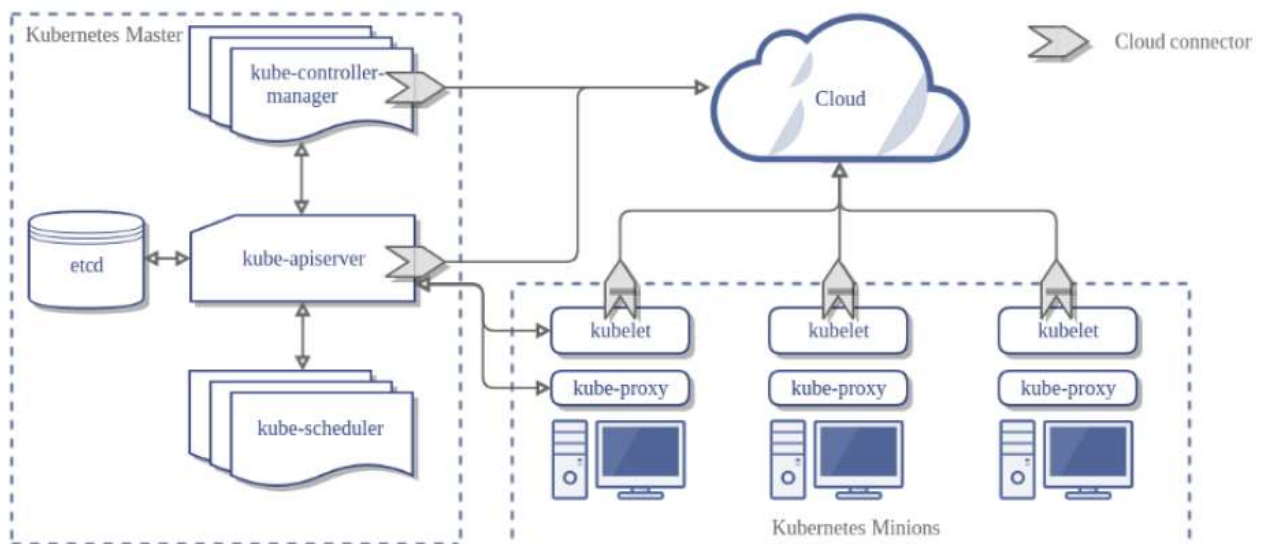 Kubernetes Master
kube-controller-
manager
Cloud
Cloud connector
etcd
kube-apiserver
kube-scheduler
kubelet
kubelet
kubelet
kube-proxy
kube-proxy
kube-proxy
Kubernetes Minions